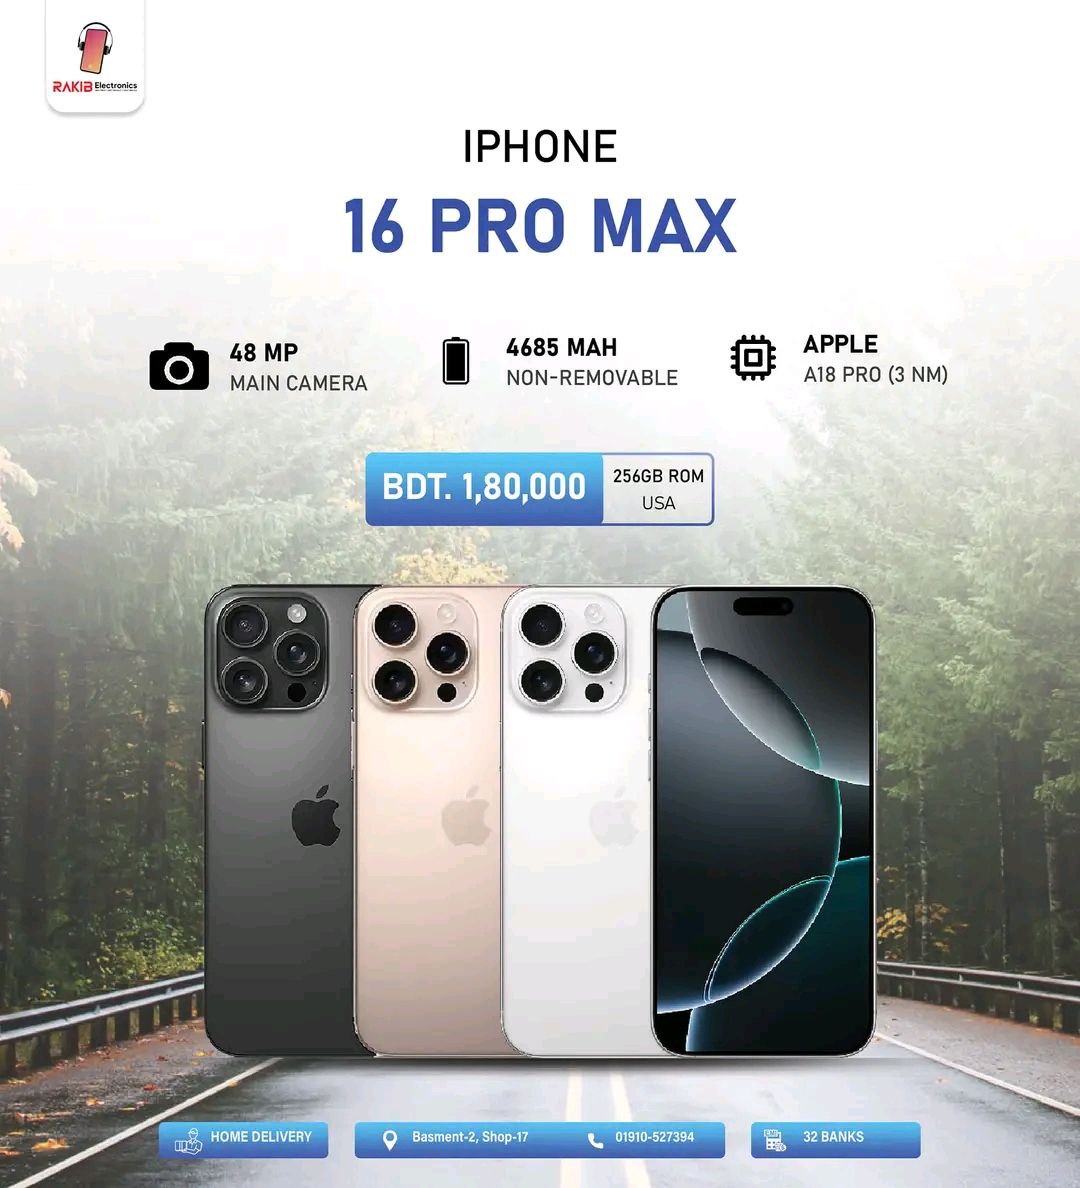 RAKIB Electronics
IPHONE
16 PRO MAX
48 MP
MAIN CAMERA
4685 MAH
NON-REMOVABLE
APPLE
A18 PRO (3 NM)
BDT. 1,80,000
256GB ROM
USA
HOME DELIVERY
Basment-2, Shop-17
01910-527394
EMI
32 BANKS